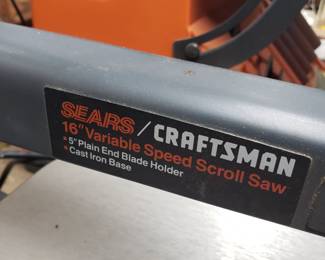 SEARS / CRAFTSMAN
16" Variable Speed Scroll Saw
• 5" Plain End Blade Holder
• Cast Iron Base